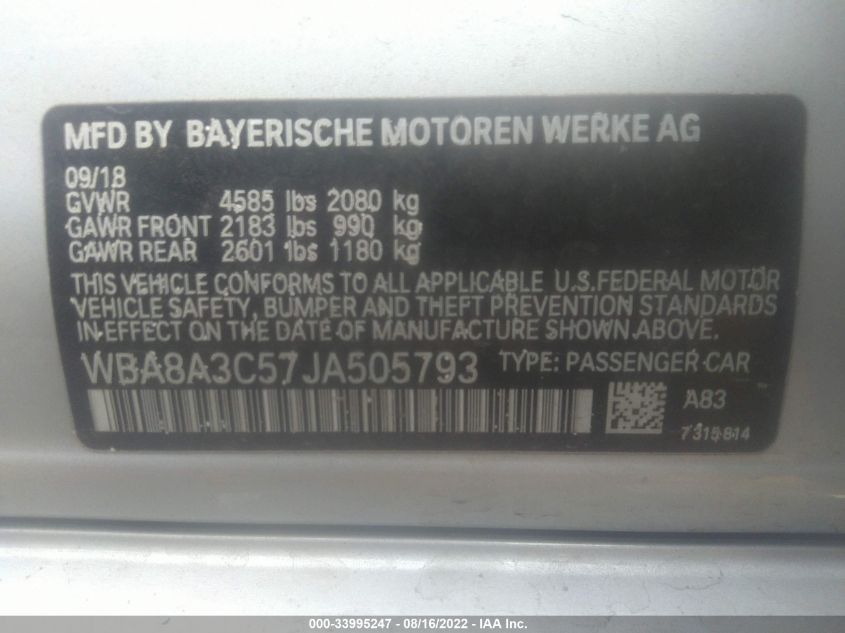 MFD BY BAYERISCHE MOTOREN WERKE AG
09/18
GVWR 4585 lbs 2080 kg
GAWR FRONT 2183 lbs 990 kg
GAWR REAR 2601 lbs 1180 kg
THIS VEHICLE CONFORMS TO ALL APPLICABLE U.S.FEDERAL MOTOR
VEHICLE SAFETY, BUMPER AND THEFT PREVENTION STANDARDS
IN EFFECT ON THE DATE OF MANUFACTURE SHOWN ABOVE.
WBA8A3C57JA505793 TYPE: PASSENGER CAR
A83
7315814
000-33995247 - 08/16/2022 - IAA Inc.